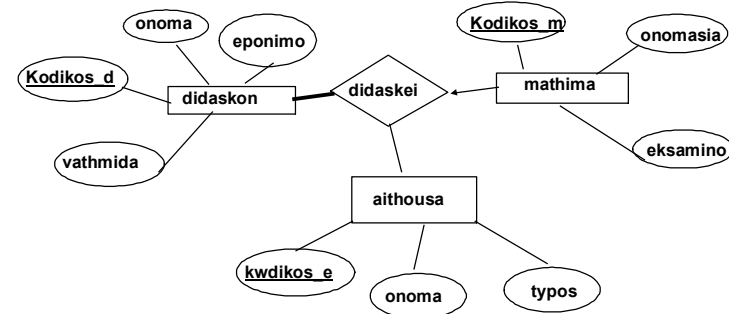 onoma
eponimo
Kodikos_m
onomasia
Kodikos_d
didaskon
didaskei
mathima
vathmida
eksamino
aithousa
kwdikos_e
onoma
typos